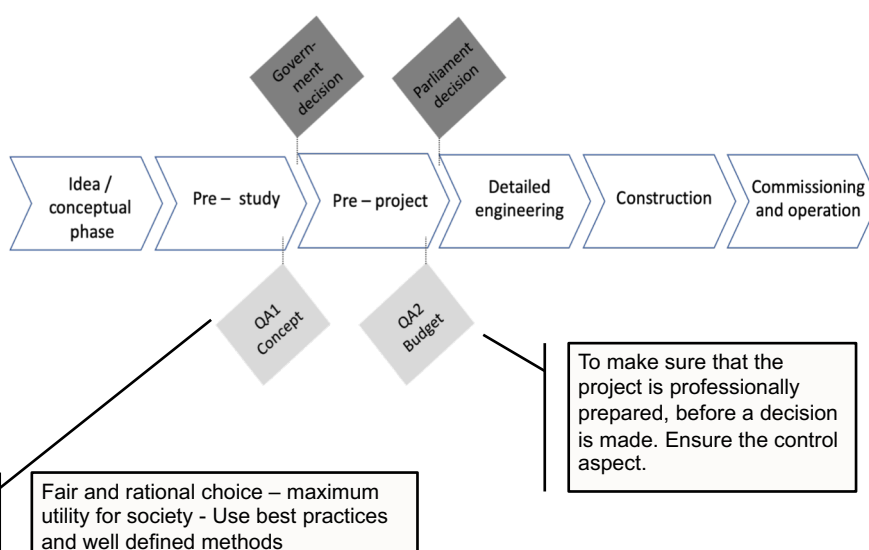 Govern-
ment
decision
Parliament
decision
Idea /
conceptual
phase
Pre – study
Pre – project
Detailed
engineering
Construction
Commissioning
and operation
QA1
Concept
QA2
Budget
To make sure that the
project is professionally
prepared, before a decision
is made. Ensure the control
aspect.
Fair and rational choice – maximum
utility for society - Use best practices
and well defined methods